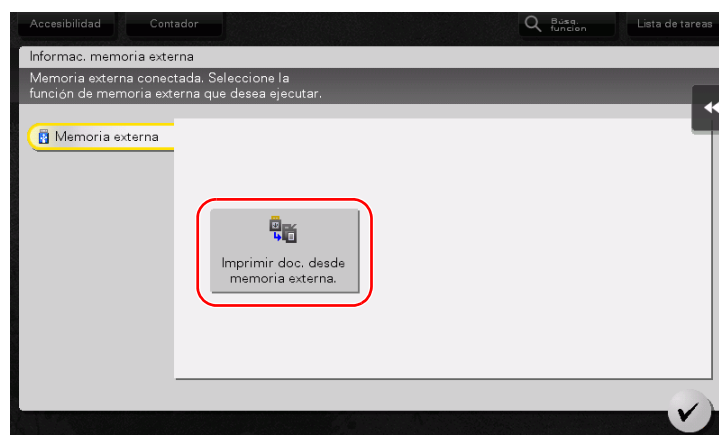 Accesibilidad
Contador
Búsq. función
Lista de tareas
Informac. memoria externa
Memoria externa conectada. Seleccione la
función de memoria externa que desea ejecutar.
Memoria externa
Imprimir doc. desde
memoria externa.